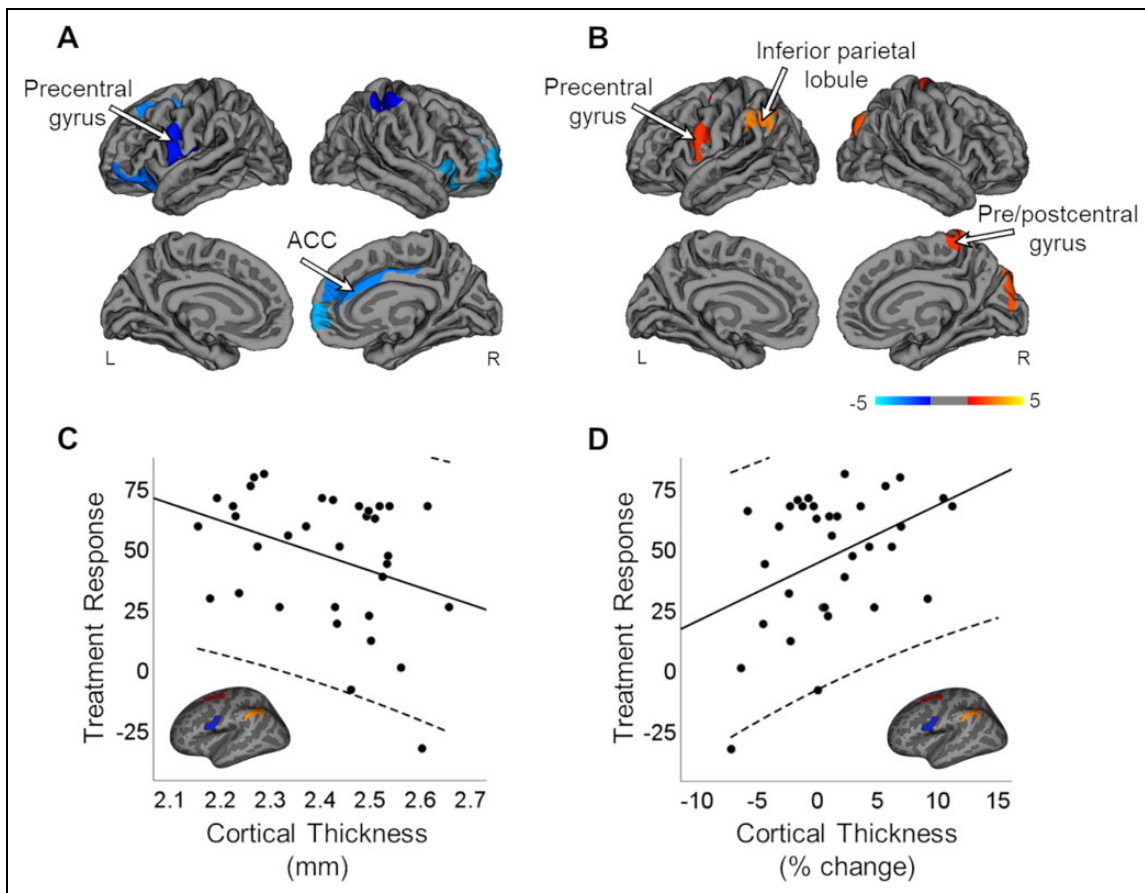 A
Precentral
gyrus
ACC
L
R
B
Precentral
gyrus
Inferior parietal
lobule
Pre/postcentral
gyrus
L
R
-5
5
C
Treatment Response
75
50
25
0
-25
2.1 2.2 2.3 2.4 2.5 2.6 2.7
Cortical Thickness
(mm)
D
Treatment Response
75
50
25
0
-25
-10 -5 0 5 10 15
Cortical Thickness
(% change)